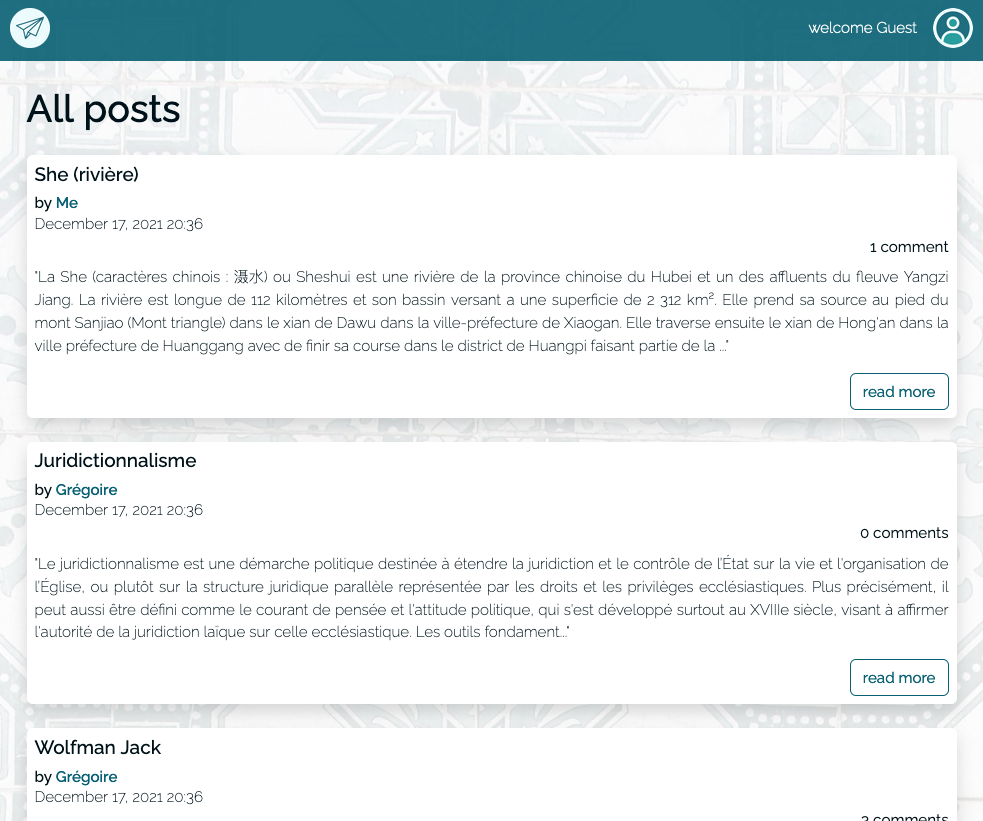 welcome Guest
All posts
She (rivière)
by Me
December 17, 2021 20:36
1 comment
"La She (caractères chinois : 滠水) ou Sheshui est une rivière de la province chinoise du Hubei et un des affluents du fleuve Yangzi
Jiang. La rivière est longue de 112 kilomètres et son bassin versant a une superficie de 2 312 km². Elle prend sa source au pied du
mont Sanjiao (Mont triangle) dans le xian de Dawu dans la ville-préfecture de Xiaogan. Elle traverse ensuite le xian de Hong'an dans la
ville préfecture de Huanggang avec de finir sa course dans le district de Huangpi faisant partie de la ..."
read more
Juridictionnalisme
by Grégoire
December 17, 2021 20:36
0 comments
"Le juridictionnalisme est une démarche politique destinée à étendre la juridiction et le contrôle de l'État sur la vie et l'organisation de
l'Église, ou plutôt sur la structure juridique parallèle représentée par les droits et les privilèges ecclésiastiques. Plus précisément, il
peut aussi être défini comme le courant de pensée et l'attitude politique, qui s'est développé surtout au XVIIIe siècle, visant à affirmer
l'autorité de la juridiction laïque sur celle ecclésiastique. Les outils fondament..."
read more
Wolfman Jack
by Grégoire
December 17, 2021 20:36
comments